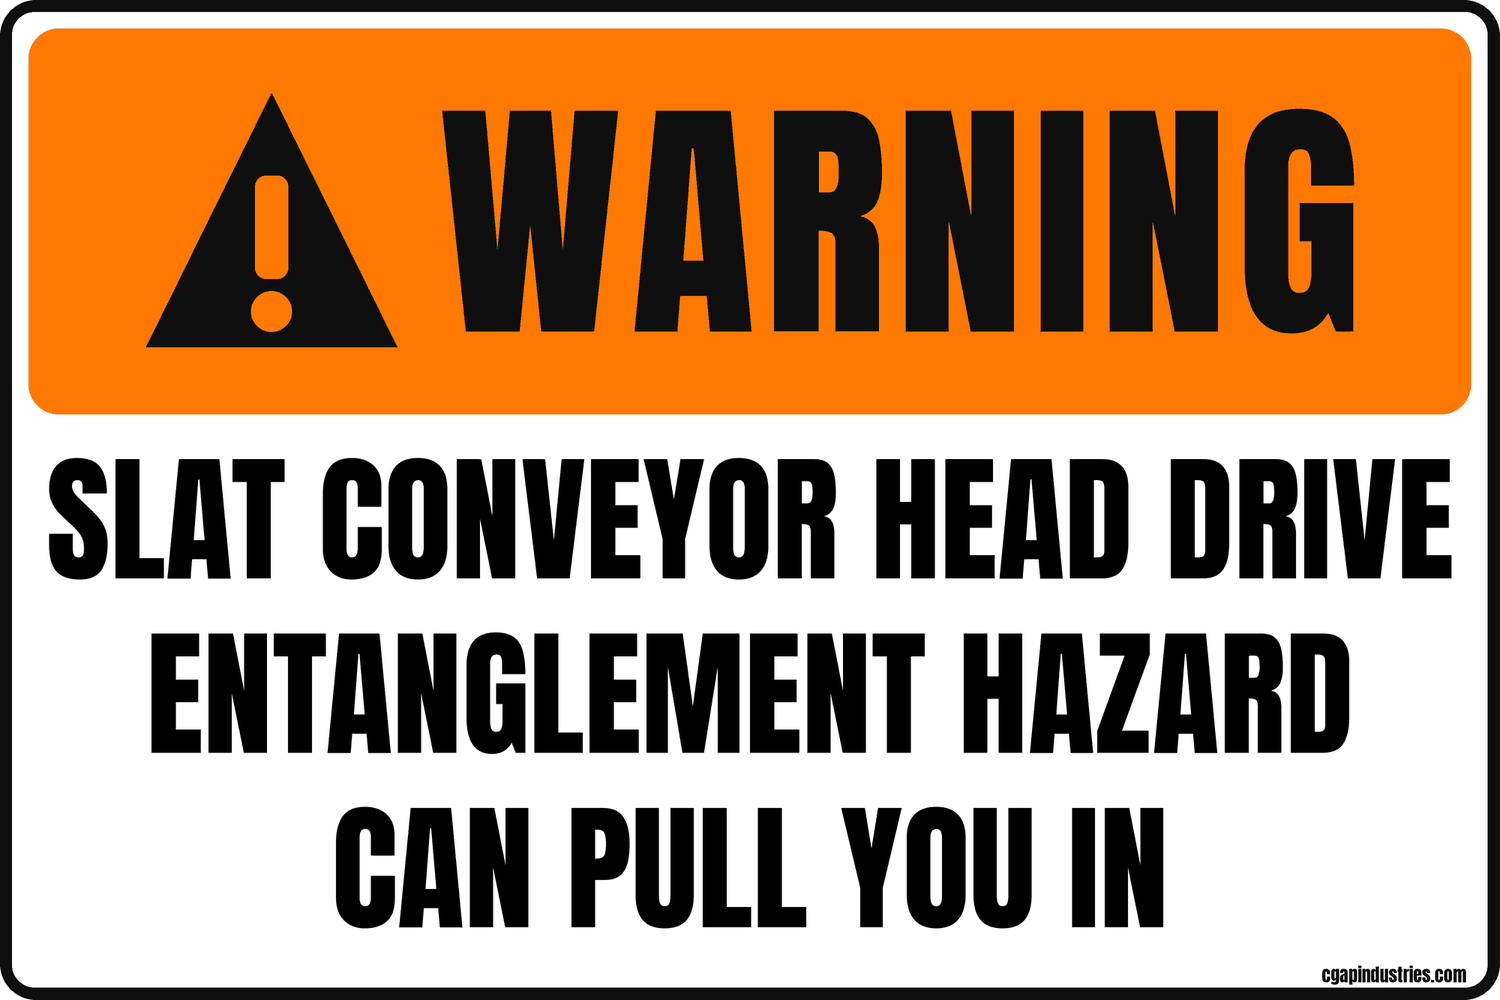 WARNING
SLAT CONVEYOR HEAD DRIVE
ENTANGLEMENT HAZARD
CAN PULL YOU IN
cgapindustries.com